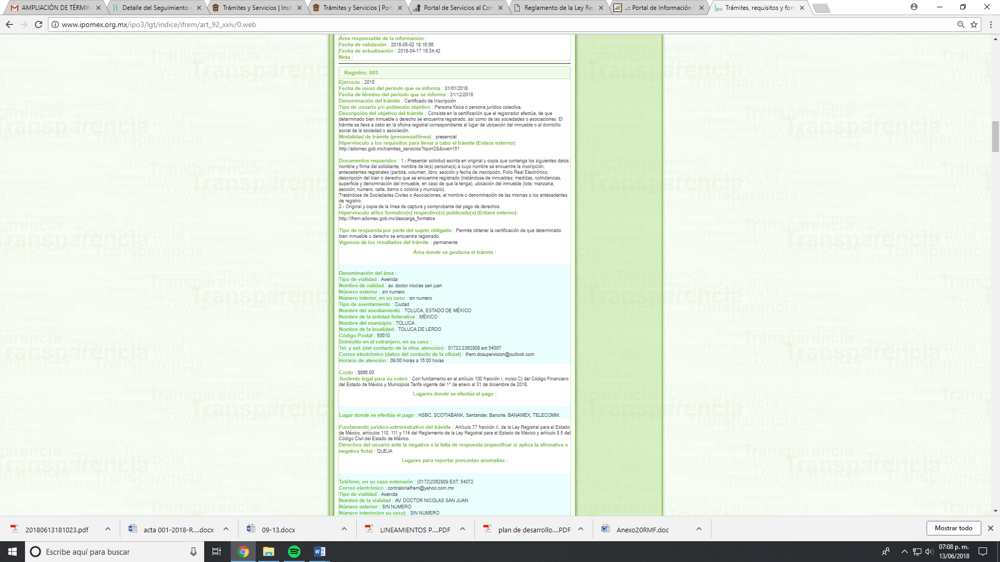 AMPLIACIÓN DE TÉRMIN
Detalle del Seguimiento d
Trámites y Servicios | Insti
Trámites y Servicios | Port
Portal de Servicios al Con
Reglamento de la Ley Reg
..:: Portal de Información
Trámites, requisitos y form
www.ipomex.org.mx/ipo3/lgt/indice/ifrem/art_92_xxiv/0.web
Área responsable de la información :
Fecha de validación : 2018-05-02 19:16:56
Fecha de actualización : 2018-04-17 18:34:42
Nota :
Registro: 003
Ejercicio : 2018
Fecha de inicio del periodo que se informa : 01/01/2018
Fecha de término del periodo que se informa : 31/12/2018
Denominación del trámite : Certificado de Inscripción
Tipo de usuario y/o población objetivo : Persona física o persona jurídico colectiva.
Descripción del objetivo del trámite : Consiste en la certificación que el registrador efectúa, de que
determinado bien inmueble o derecho se encuentra registrado, así como de las sociedades o asociaciones. El
trámite se lleva a cabo en la oficina registral correspondiente al lugar de ubicación del inmueble o al domicilio
social de la sociedad o asociación.
Modalidad de trámite (presencial/línea) : presencial
Hipervínculo a los requisitos para llevar a cabo el trámite (Enlace externo):
http://edomex.gob.mx/tramites_servicios?tipo=2&&cve=151
Documentos requeridos : 1.- Presentar solicitud escrita en original y copia que contenga los siguientes datos:
nombre y firma del solicitante, nombre de la(s) persona(s) a cuyo nombre se encuentre la inscripción,
antecedentes registrales (partida, volumen, libro, sección y fecha de inscripción, Folio Real Electrónico,
descripción del bien o derecho que se encuentre registrado (tratándose de inmuebles: medidas, colindancias,
superficie y denominación del inmueble, en caso de que la tenga), ubicación del inmueble (lote, manzana,
sección, número, calle, barrio o colonia y municipio).
Tratándose de Sociedades Civiles o Asociaciones, el nombre o denominación de las mismas o los antecedentes
de registro.
2.- Original y copia de la línea de captura y comprobante del pago de derechos.
Hipervínculo al/los formatos(s) respectivo(s) publicado(s) (Enlace externo):
http://ifrem.edomex.gob.mx/descarga_formatos
Tipo de respuesta por parte del sujeto obligado : Permite obtener la certificación de que determinado
bien inmueble o derecho se encuentra registrado.
Vigencia de los resultados del trámite : permanente
Área donde se gestiona el trámite :
Denominación del área :
Tipo de vialidad : Avenida
Nombre de validad : av. doctor nicolas san juan
Número exterior : sin numero
Número interior, en su caso : sin numero
Tipo de asentamiento : Ciudad
Nombre del asentamiento : TOLUCA, ESTADO DE MÉXICO
Nombre de la entidad federativa : MÉXICO
Nombre del municipio : TOLUCA
Nombre de la localidad : TOLUCA DE LERDO
Código Postal : 50010
Domicilio en el extranjero, en su caso :
Tel. y ext. (del contacto de la ofna. atención) : 01722 2362909 ext 54007
Correo electrónico (datos del contacto de la oficial) : ifrem.dcsupervision@outlook.com
Horario de atención : 09:00 horas a 15:00 horas
Costo : $866.00
Sustento legal para su cobro : Con fundamento en el artículo 100 fracción I, inciso C) del Código Financiero
del Estado de México y Municipios.Tarifa vigente del 1° de enero al 31 de diciembre de 2018.
Lugares donde se efectúa el pago :
Lugar donde se efectúa el pago : HSBC, SCOTIABANK, Santander, Banorte, BANAMEX, TELECOMM.
Fundamento jurídico-administrativo del trámite : Artículo 77 fracción II, de la Ley Registral para el Estado
de México, artículos 110, 111 y 114 del Reglamento de la Ley Registral para el Estado de México y artículo 8.5 del
Código Civil del Estado de México.
Derechos del usuario ante la negativa o la falta de respuesta (especificar si aplica la afirmativa o
negativa ficta) : QUEJA
Lugares para reportar presuntas anomalías :
Teléfono, en su caso extensión : (0172)2362909 EXT. 54072
Correo electrónico : contraloriaifrem@yahoo.com.mx
Tipo de vialidad : Avenida
Nombre de la vialidad : AV. DOCTOR NICOLAS SAN JUAN
Número exterior : SIN NUMERO
Número interior(en su caso) : SIN NUMERO
20180613181023.pdf
acta 001-2018-R....docx
09-13.docx
LINEAMIENTOS P....PDF
plan de desarrollo....PDF
Anexo20RMF.doc
Mostrar todo
Escribe aquí para buscar
07:08 p. m.
13/06/2018